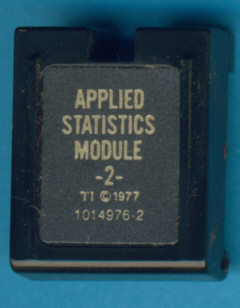 APPLIED
STATISTICS
MODULE
-2-
TI ©1977
1014976-2